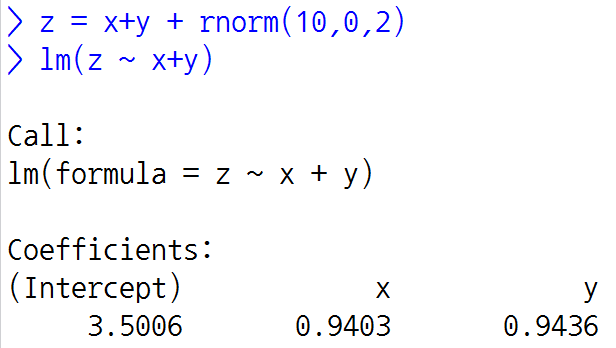 > z = x+y + rnorm(10,0,2)
> lm(z ~ x+y)
Call:
lm(formula = z ~ x + y)
Coefficients:
(Intercept) x y
3.5006 0.9403 0.9436